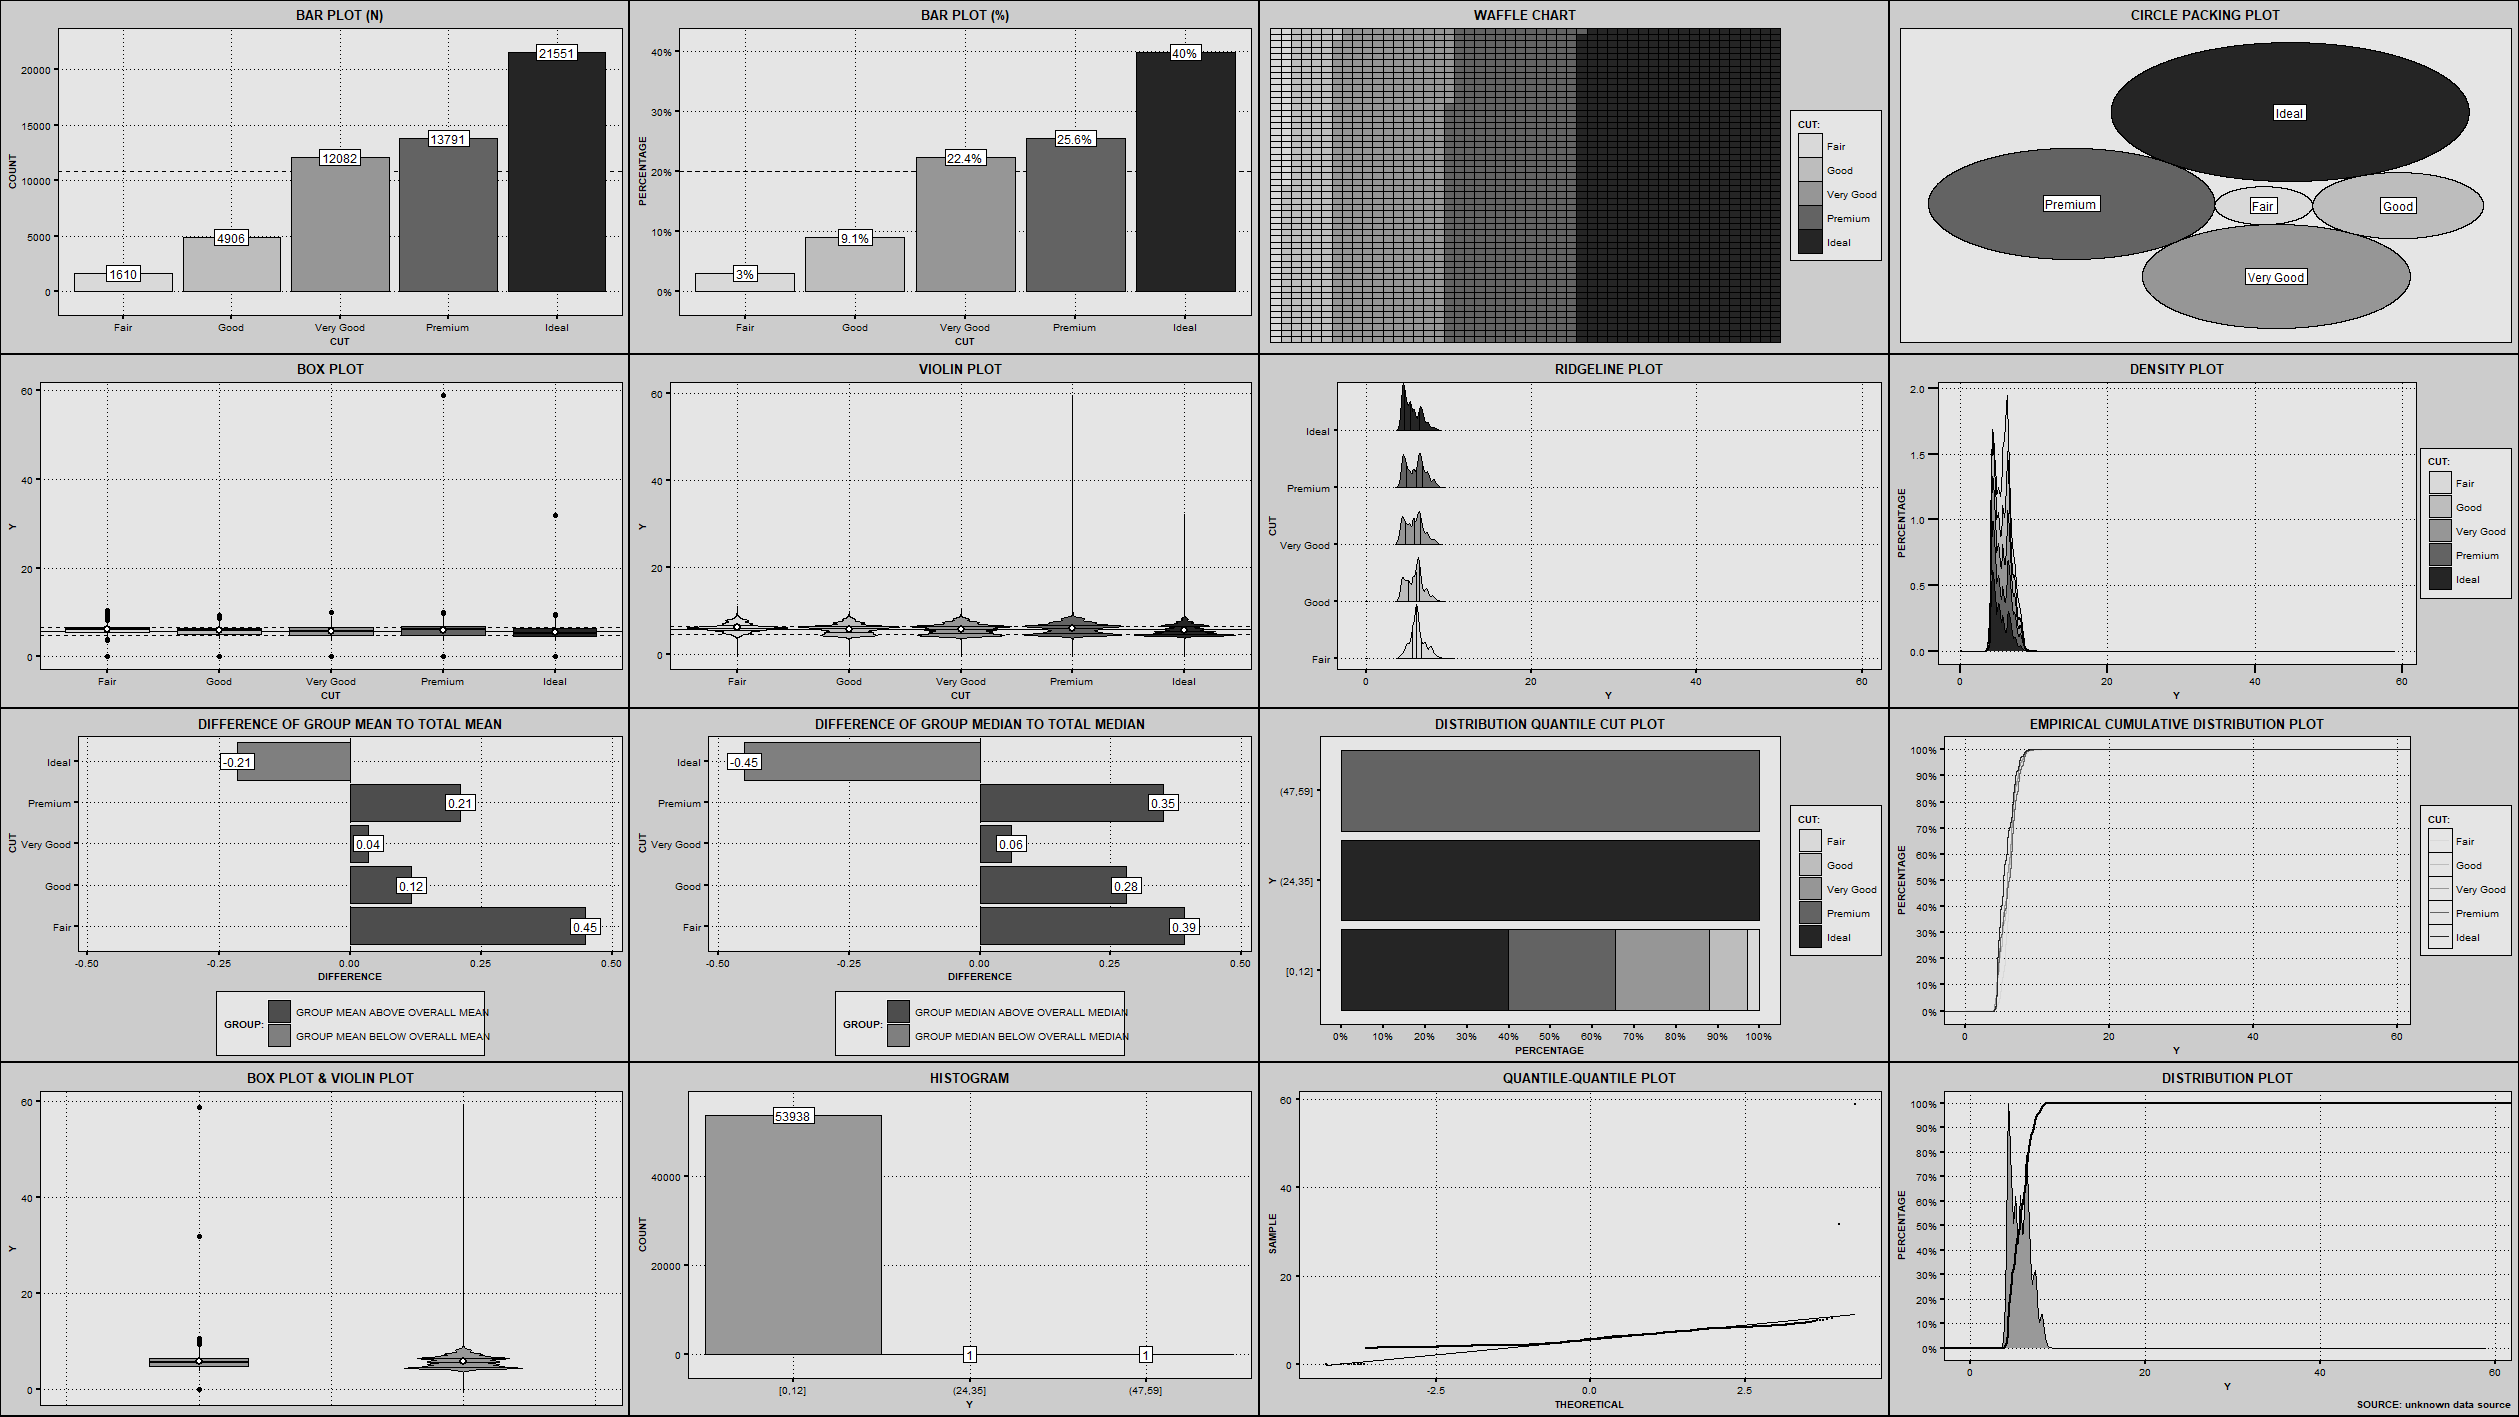 BAR PLOT (N)
COUNT
20000
15000
10000
5000
0
1610
4906
12082
13791
21551
Fair Good Very Good Premium Ideal
CUT
BAR PLOT (%)
PERCENTAGE
40%
30%
20%
10%
0%
3%
9.1%
22.4%
25.6%
40%
Fair Good Very Good Premium Ideal
CUT
WAFFLE CHART
CUT:
Fair
Good
Very Good
Premium
Ideal
CIRCLE PACKING PLOT
Ideal
Premium
Fair
Good
Very Good
BOX PLOT
Y
60
40
20
0
Fair Good Very Good Premium Ideal
CUT
VIOLIN PLOT
Y
60
40
20
0
Fair Good Very Good Premium Ideal
CUT
RIDGELINE PLOT
CUT
Ideal
Premium
Very Good
Good
Fair
0 20 40 60
Y
DENSITY PLOT
PERCENTAGE
2.0
1.5
1.0
0.5
0.0
0 20 40 60
Y
CUT:
Fair
Good
Very Good
Premium
Ideal
DIFFERENCE OF GROUP MEAN TO TOTAL MEAN
CUT
Ideal
Premium
Very Good
Good
Fair
-0.21
0.21
0.04
0.12
0.45
-0.50 -0.25 0.00 0.25 0.50
DIFFERENCE
GROUP:
GROUP MEAN ABOVE OVERALL MEAN
GROUP MEAN BELOW OVERALL MEAN
DIFFERENCE OF GROUP MEDIAN TO TOTAL MEDIAN
CUT
Ideal
Premium
Very Good
Good
Fair
-0.45
0.35
0.06
0.28
0.39
-0.50 -0.25 0.00 0.25 0.50
DIFFERENCE
GROUP:
GROUP MEDIAN ABOVE OVERALL MEDIAN
GROUP MEDIAN BELOW OVERALL MEDIAN
DISTRIBUTION QUANTILE CUT PLOT
Y
(47,59]
(24,35]
[0,12]
0% 10% 20% 30% 40% 50% 60% 70% 80% 90% 100%
PERCENTAGE
CUT:
Fair
Good
Very Good
Premium
Ideal
EMPIRICAL CUMULATIVE DISTRIBUTION PLOT
PERCENTAGE
100%
90%
80%
70%
60%
50%
40%
30%
20%
10%
0%
0 20 40 60
Y
CUT:
Fair
Good
Very Good
Premium
Ideal
BOX PLOT & VIOLIN PLOT
Y
60
40
20
0
HISTOGRAM
COUNT
40000
20000
0
53938
1
1
[0,12] (24,35] (47,59]
Y
QUANTILE-QUANTILE PLOT
SAMPLE
60
40
20
0
-2.5 0.0 2.5
THEORETICAL
DISTRIBUTION PLOT
PERCENTAGE
100%
90%
80%
70%
60%
50%
40%
30%
20%
10%
0%
0 20 40 60
Y
SOURCE: unknown data source